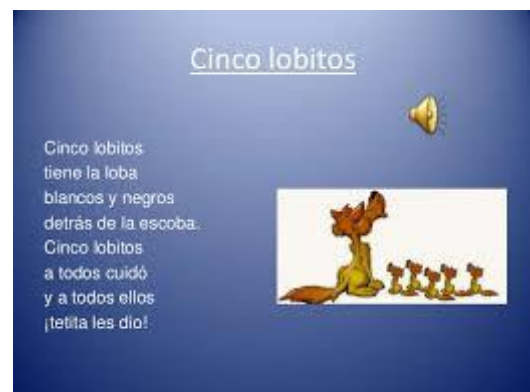 Cinco lobitos
Cinco lobitos
tiene la loba
blancos y negros
detrás de la escoba.
Cinco lobitos
a todos cuidó
y a todos ellos
¡tetita les dio!